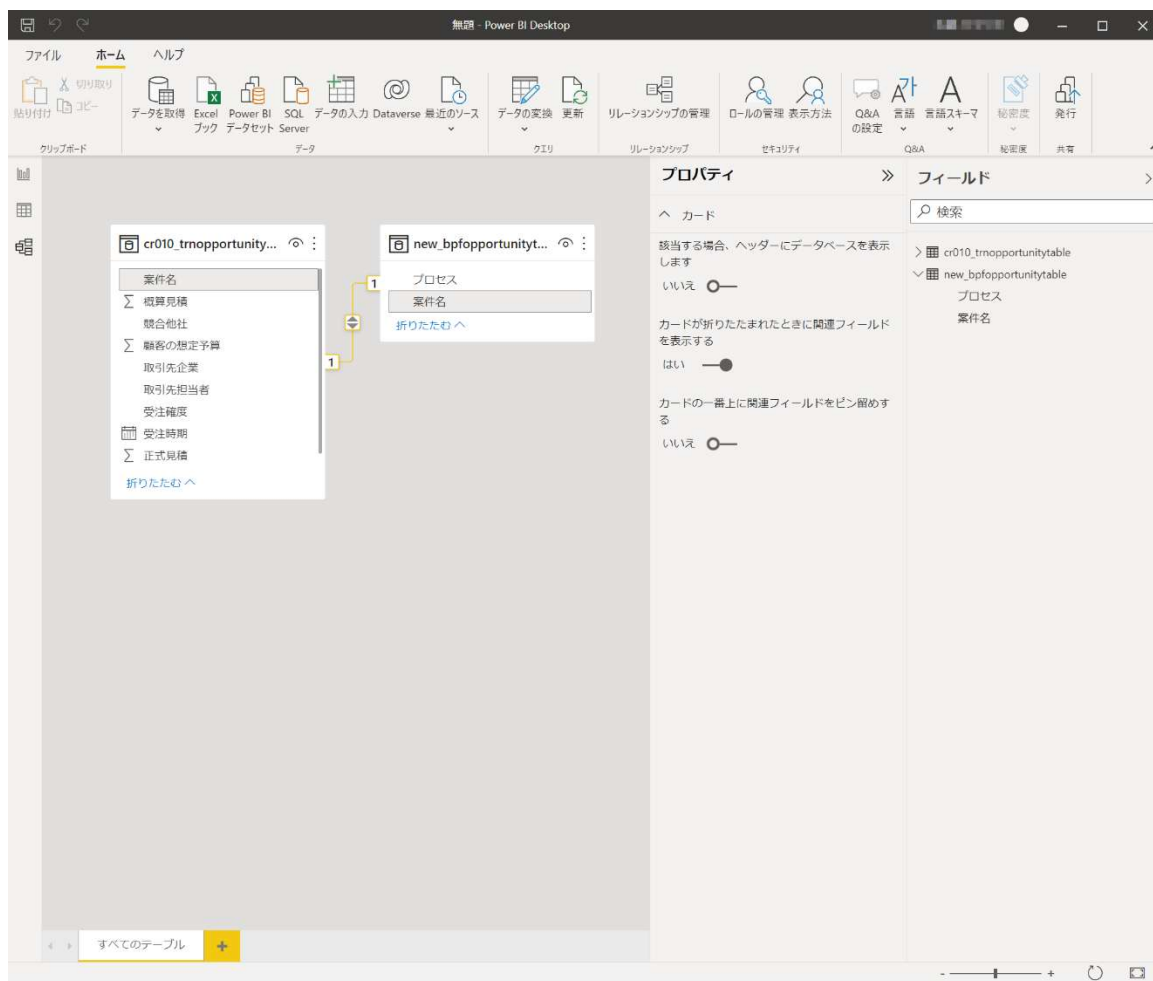 無題 - Power BI Desktop
ファイル ホーム ヘルプ
貼り付け
切り取り
コピー
クリップボード
データを取得
Excel ブック
Power BI データセット
SQL Server
データの入力
Dataverse
最近のソース
データ
データの変換
更新
クエリ
リレーションシップの管理
リレーションシップ
ロールの管理
表示方法
セキュリティ
Q&A の設定
言語
言語スキーマ
Q&A
秘密度
秘密度
発行
共有
cr010_trnopportunity...
案件名
概算見積
競合他社
顧客の想定予算
取引先企業
取引先担当者
受注確度
受注時期
正式見積
折りたたむ
1
1
new_bpfopportunityt...
プロセス
案件名
折りたたむ
プロパティ
カード
該当する場合、ヘッダーにデータベースを表示
します
いいえ
カードが折りたたまれたときに関連フィールド
を表示する
はい
カードの一番上に関連フィールドをピン留めす
る
いいえ
フィールド
検索
cr010_trnopportunitytable
new_bpfopportunitytable
プロセス
案件名
すべてのテーブル